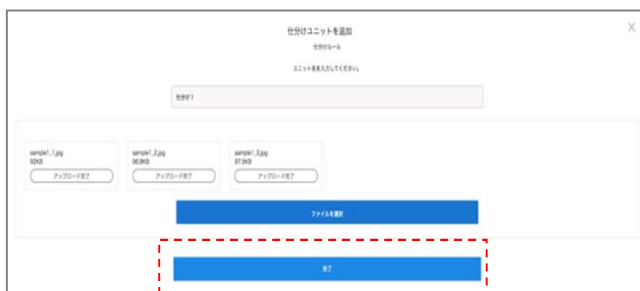 仕分けユニットを追加
X
仕分けルール
ユニット名を入力してください。
仕分け1
sample1_1.jpg
92KB
アップロード完了
sample1_2.jpg
96.8KB
アップロード完了
sample1_3.jpg
97.5KB
アップロード完了
ファイルを選択
完了